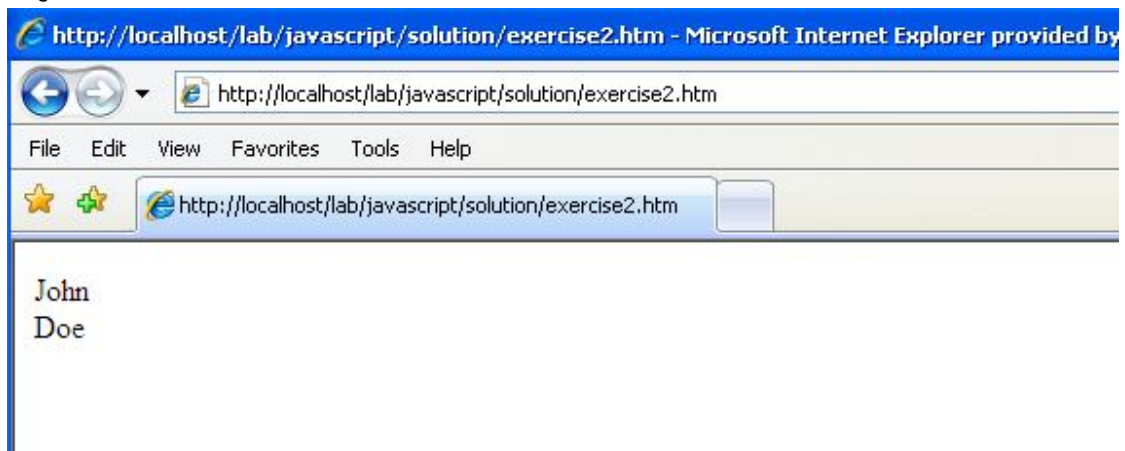 http://localhost/lab/javascript/solution/exercise2.htm - Microsoft Internet Explorer provided by
http://localhost/lab/javascript/solution/exercise2.htm
File Edit View Favorites Tools Help
http://localhost/lab/javascript/solution/exercise2.htm
John
Doe